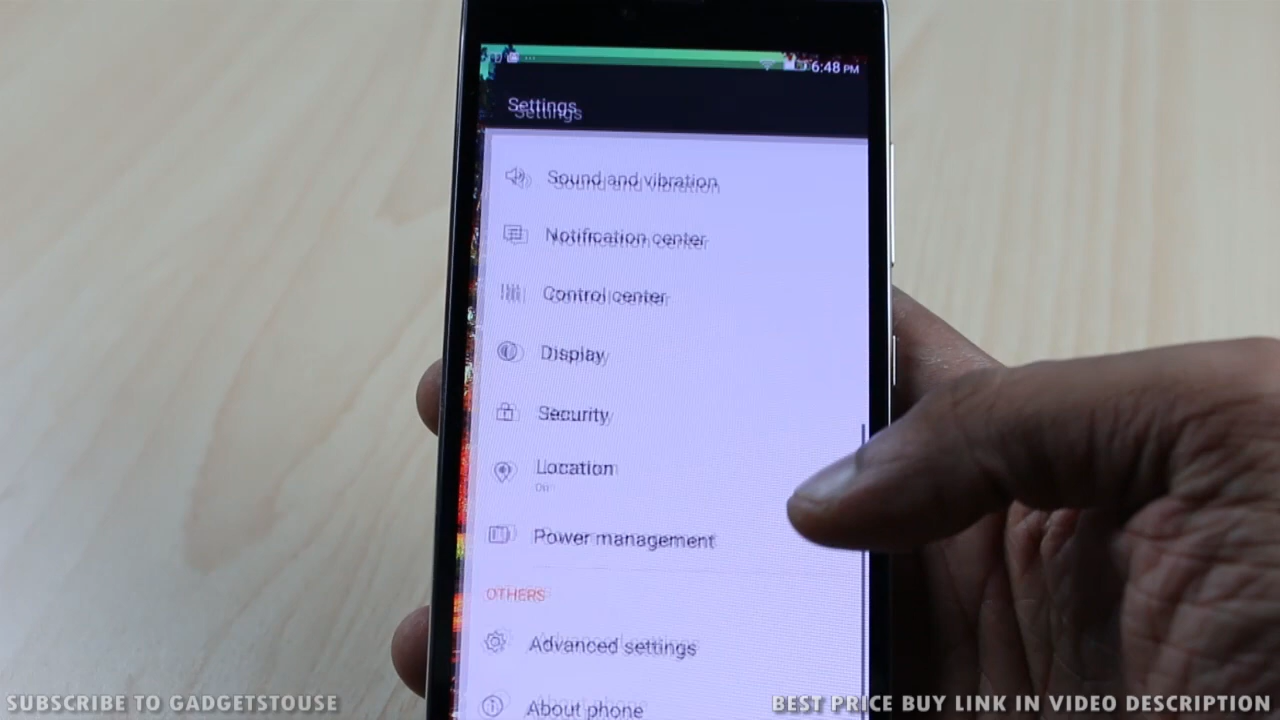 6:48 PM
Settings
Sound and vibration
Notification center
Control center
Display
Security
Location
On
Power management
OTHERS
Advanced settings
About phone
SUBSCRIBE TO GADGETSTOUSE
BEST PRICE BUY LINK IN VIDEO DESCRIPTION